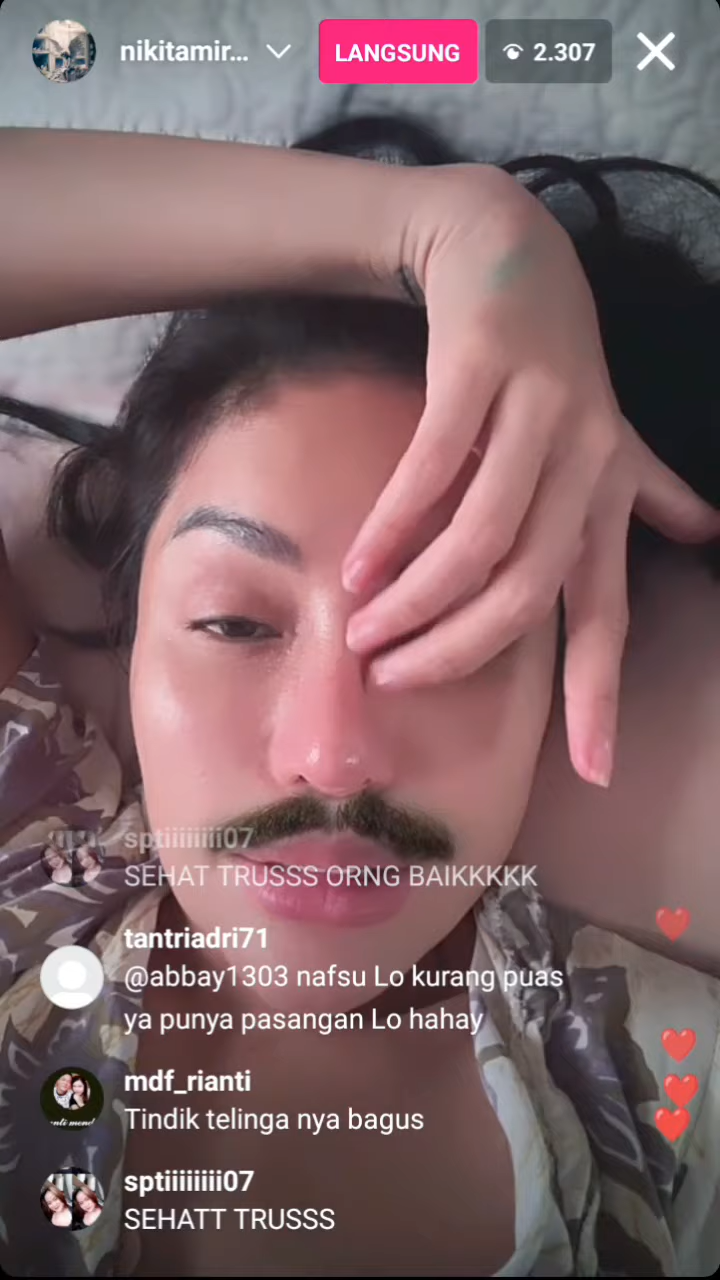 nikitamir...
LANGSUNG
2.307
sptiiiiiiii07
SEHAT TRUSSS ORNG BAIKKKKK
tantriadri71
@abbay1303 nafsu Lo kurang puas
ya punya pasangan Lo hahay
mdf_rianti
Tindik telinga nya bagus
sptiiiiiiii07
SEHATT TRUSSS